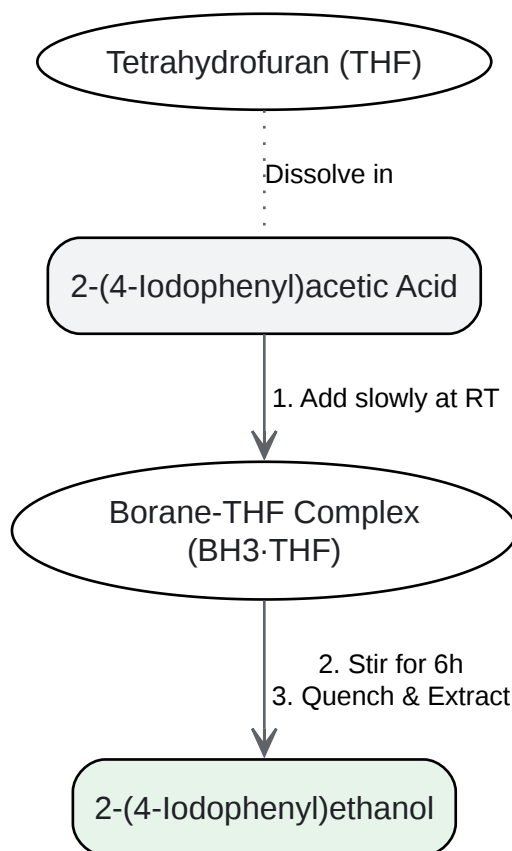 Tetrahydrofuran (THF)
Dissolve in
2-(4-Iodophenyl)acetic Acid
1. Add slowly at RT
Borane-THF Complex
(BH3·THF)
2. Stir for 6h
3. Quench & Extract
2-(4-Iodophenyl)ethanol